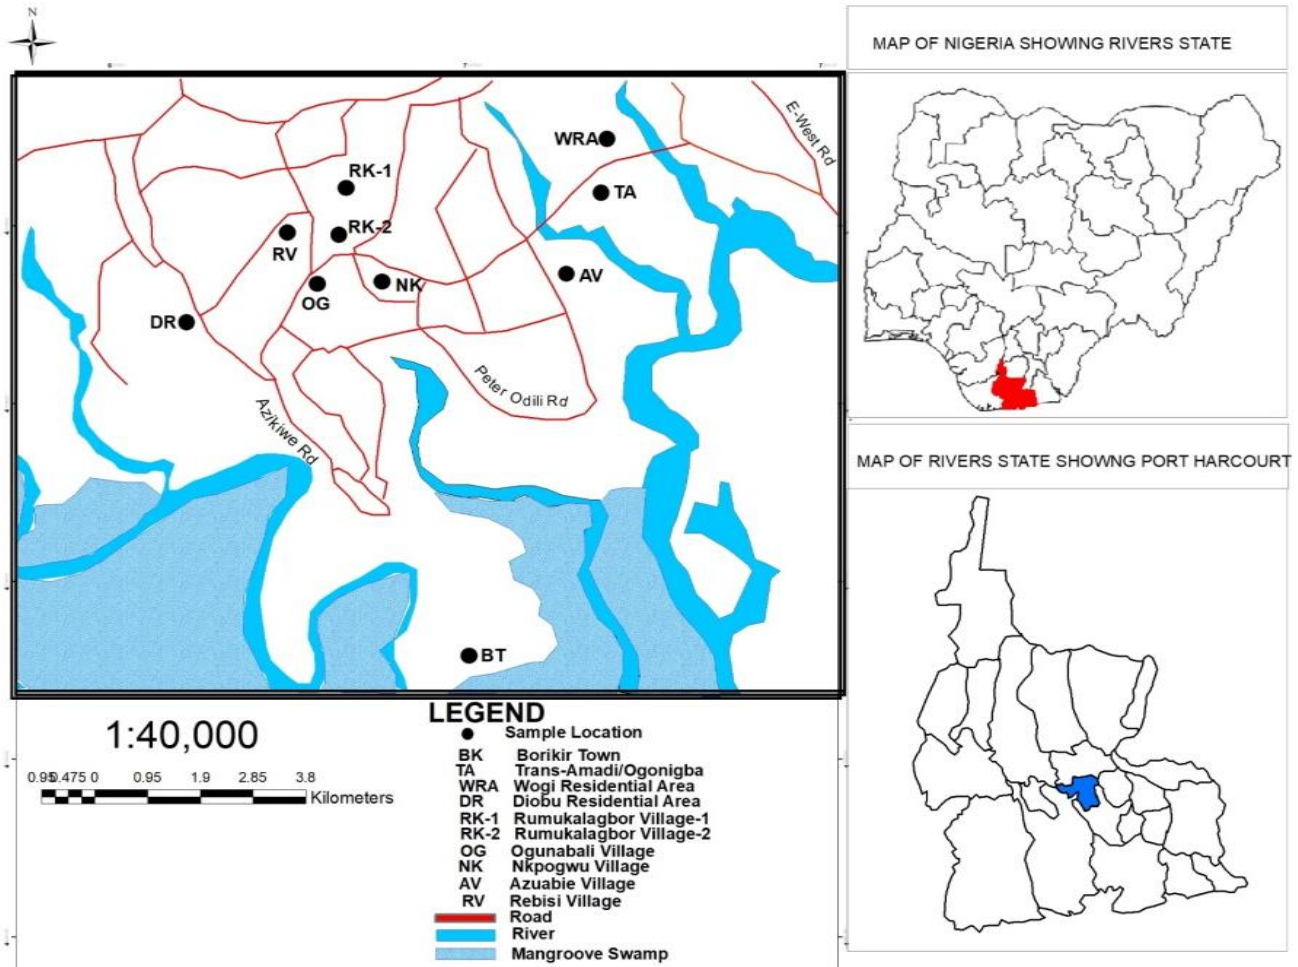 N
MAP OF NIGERIA SHOWING RIVERS STATE
E-West Rd
WRA
RK-1
TA
RK-2
RV
AV
NK
OG
DR
Peter Odili Rd
Azikiwe Rd
MAP OF RIVERS STATE SHOWNG PORT HARCOURT
BT
1:40,000
0.95 0.475 0 0.95 1.9 2.85 3.8
Kilometers
LEGEND
Sample Location
BK Borikir Town
TA Trans-Amadi/Ogonigba
WRA Wogi Residential Area
DR Diobu Residential Area
RK-1 Rumukalagbor Village-1
RK-2 Rumukalagbor Village-2
OG Ogunabali Village
NK Nkpogwu Village
AV Azuabie Village
RV Rebisi Village
Road
River
Mangroove Swamp